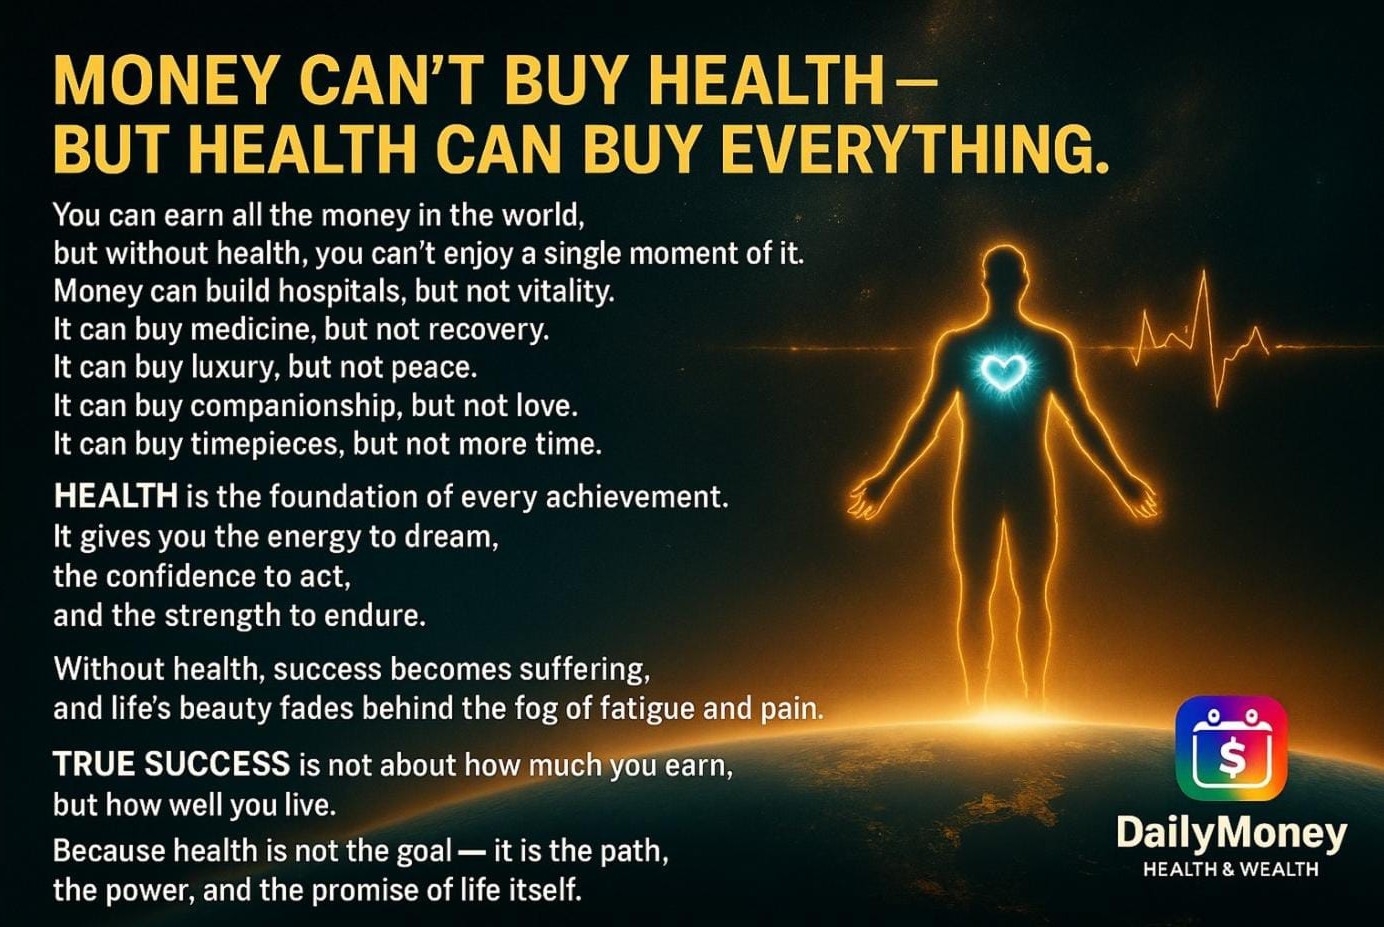 MONEY CAN'T BUY HEALTH —
BUT HEALTH CAN BUY EVERYTHING.
You can earn all the money in the world,
but without health, you can't enjoy a single moment of it.
Money can build hospitals, but not vitality.
It can buy medicine, but not recovery.
It can buy luxury, but not peace.
It can buy companionship, but not love.
It can buy timepieces, but not more time.
HEALTH is the foundation of every achievement.
It gives you the energy to dream,
the confidence to act,
and the strength to endure.
Without health, success becomes suffering,
and life's beauty fades behind the fog of fatigue and pain.
TRUE SUCCESS is not about how much you earn,
but how well you live.
Because health is not the goal — it is the path,
the power, and the promise of life itself.
$
DailyMoney
HEALTH & WEALTH